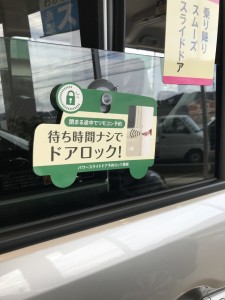 乗り降り
スムーズ
スライドドア
閉まる途中でリモコン予約
待ち時間ナシで
ドアロック!
パワースライドドア予約ロック機能